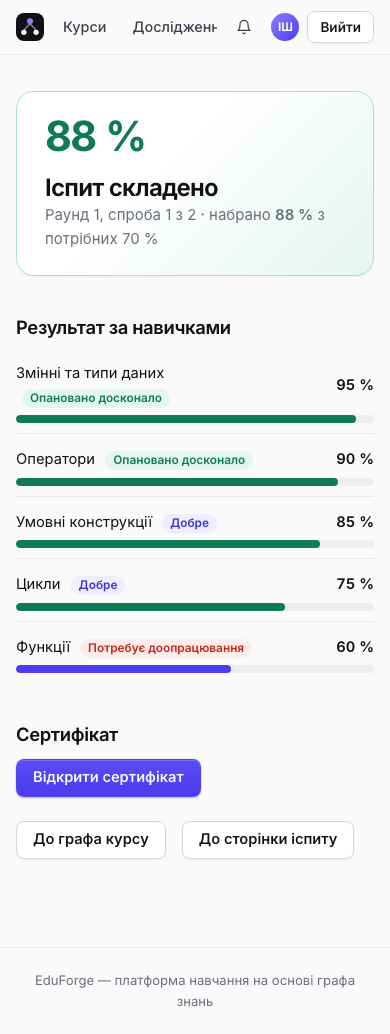 Курси Досліджен ІШ Вийти
88 %
Іспит складено
Раунд 1, спроба 1 з 2 · набрано 88 % з
потрібних 70 %
Результат за навичками
Змінні та типи даних
Опановано досконало
95 %
Оператори Опановано досконало 90 %
Умовні конструкції Добре 85 %
Цикли Добре 75 %
Функції Потребує доопрацювання 60 %
Сертифікат
Відкрити сертифікат
До графа курсу До сторінки іспиту
EduForge — платформа навчання на основі графа
знань